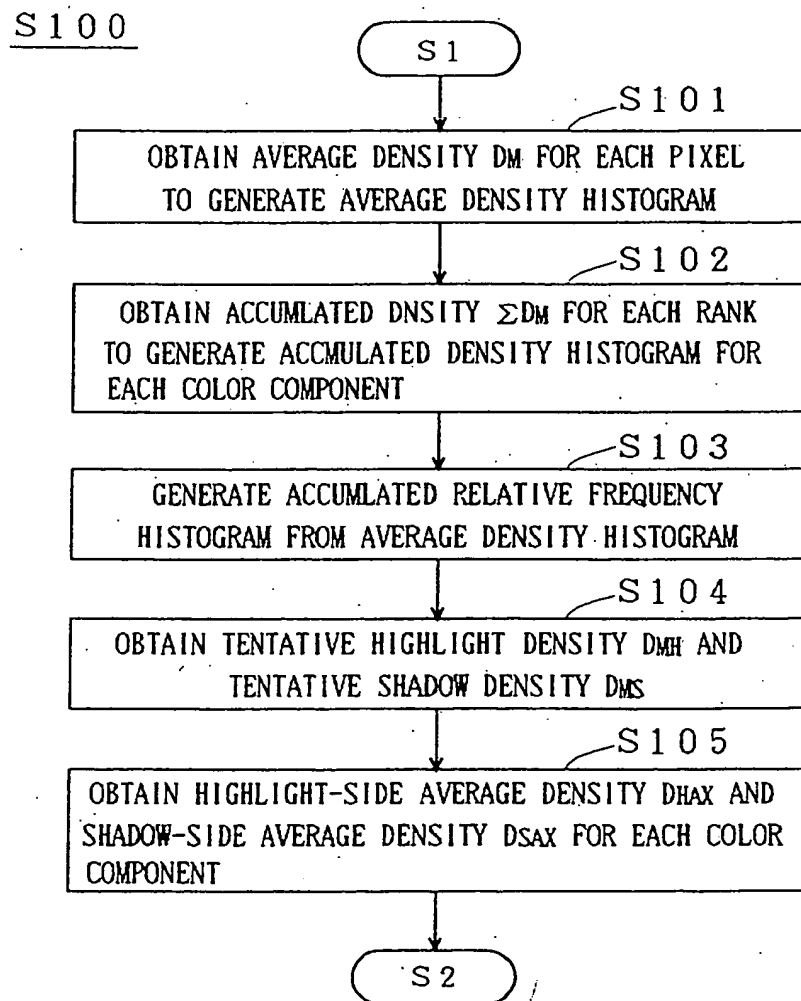 S100
S1
S101
OBTAIN AVERAGE DENSITY DM FOR EACH PIXEL
TO GENERATE AVERAGE DENSITY HISTOGRAM
S102
OBTAIN ACCUMLATED DNSITY ΣDM FOR EACH RANK
TO GENERATE ACCMULATED DENSITY HISTOGRAM FOR
EACH COLOR COMPONENT
S103
GENERATE ACCUMLATED RELATIVE FREQUENCY
HISTOGRAM FROM AVERAGE DENSITY HISTOGRAM
S104
OBTAIN TENTATIVE HIGHLIGHT DENSITY DMH AND
TENTATIVE SHADOW DENSITY DMS
S105
OBTAIN HIGHLIGHT-SIDE AVERAGE DENSITY DHAX AND
SHADOW-SIDE AVERAGE DENSITY DSAX FOR EACH COLOR
COMPONENT
S2